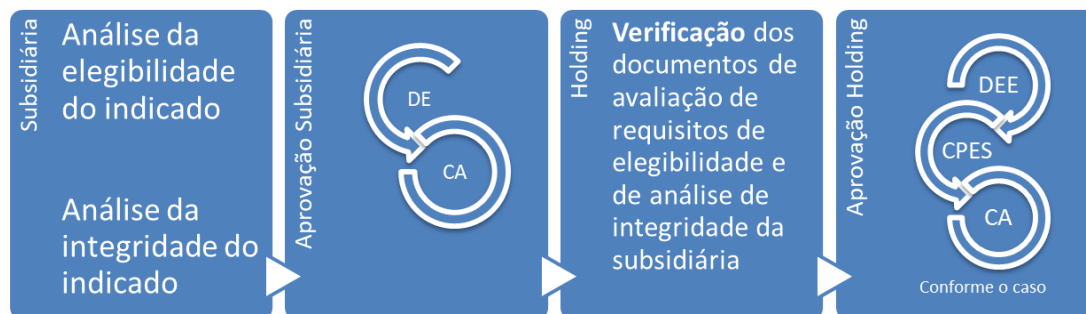 Subsidiária
Análise da
elegibilidade
do indicado
Análise da
integridade do
indicado
Aprovação Subsidiária
DE
CA
Holding
Verificação dos
documentos de
avaliação de
requisitos de
elegibilidade e
de análise de
integridade da
subsidiária
Aprovação Holding
DEE
CPES
CA
Conforme o caso